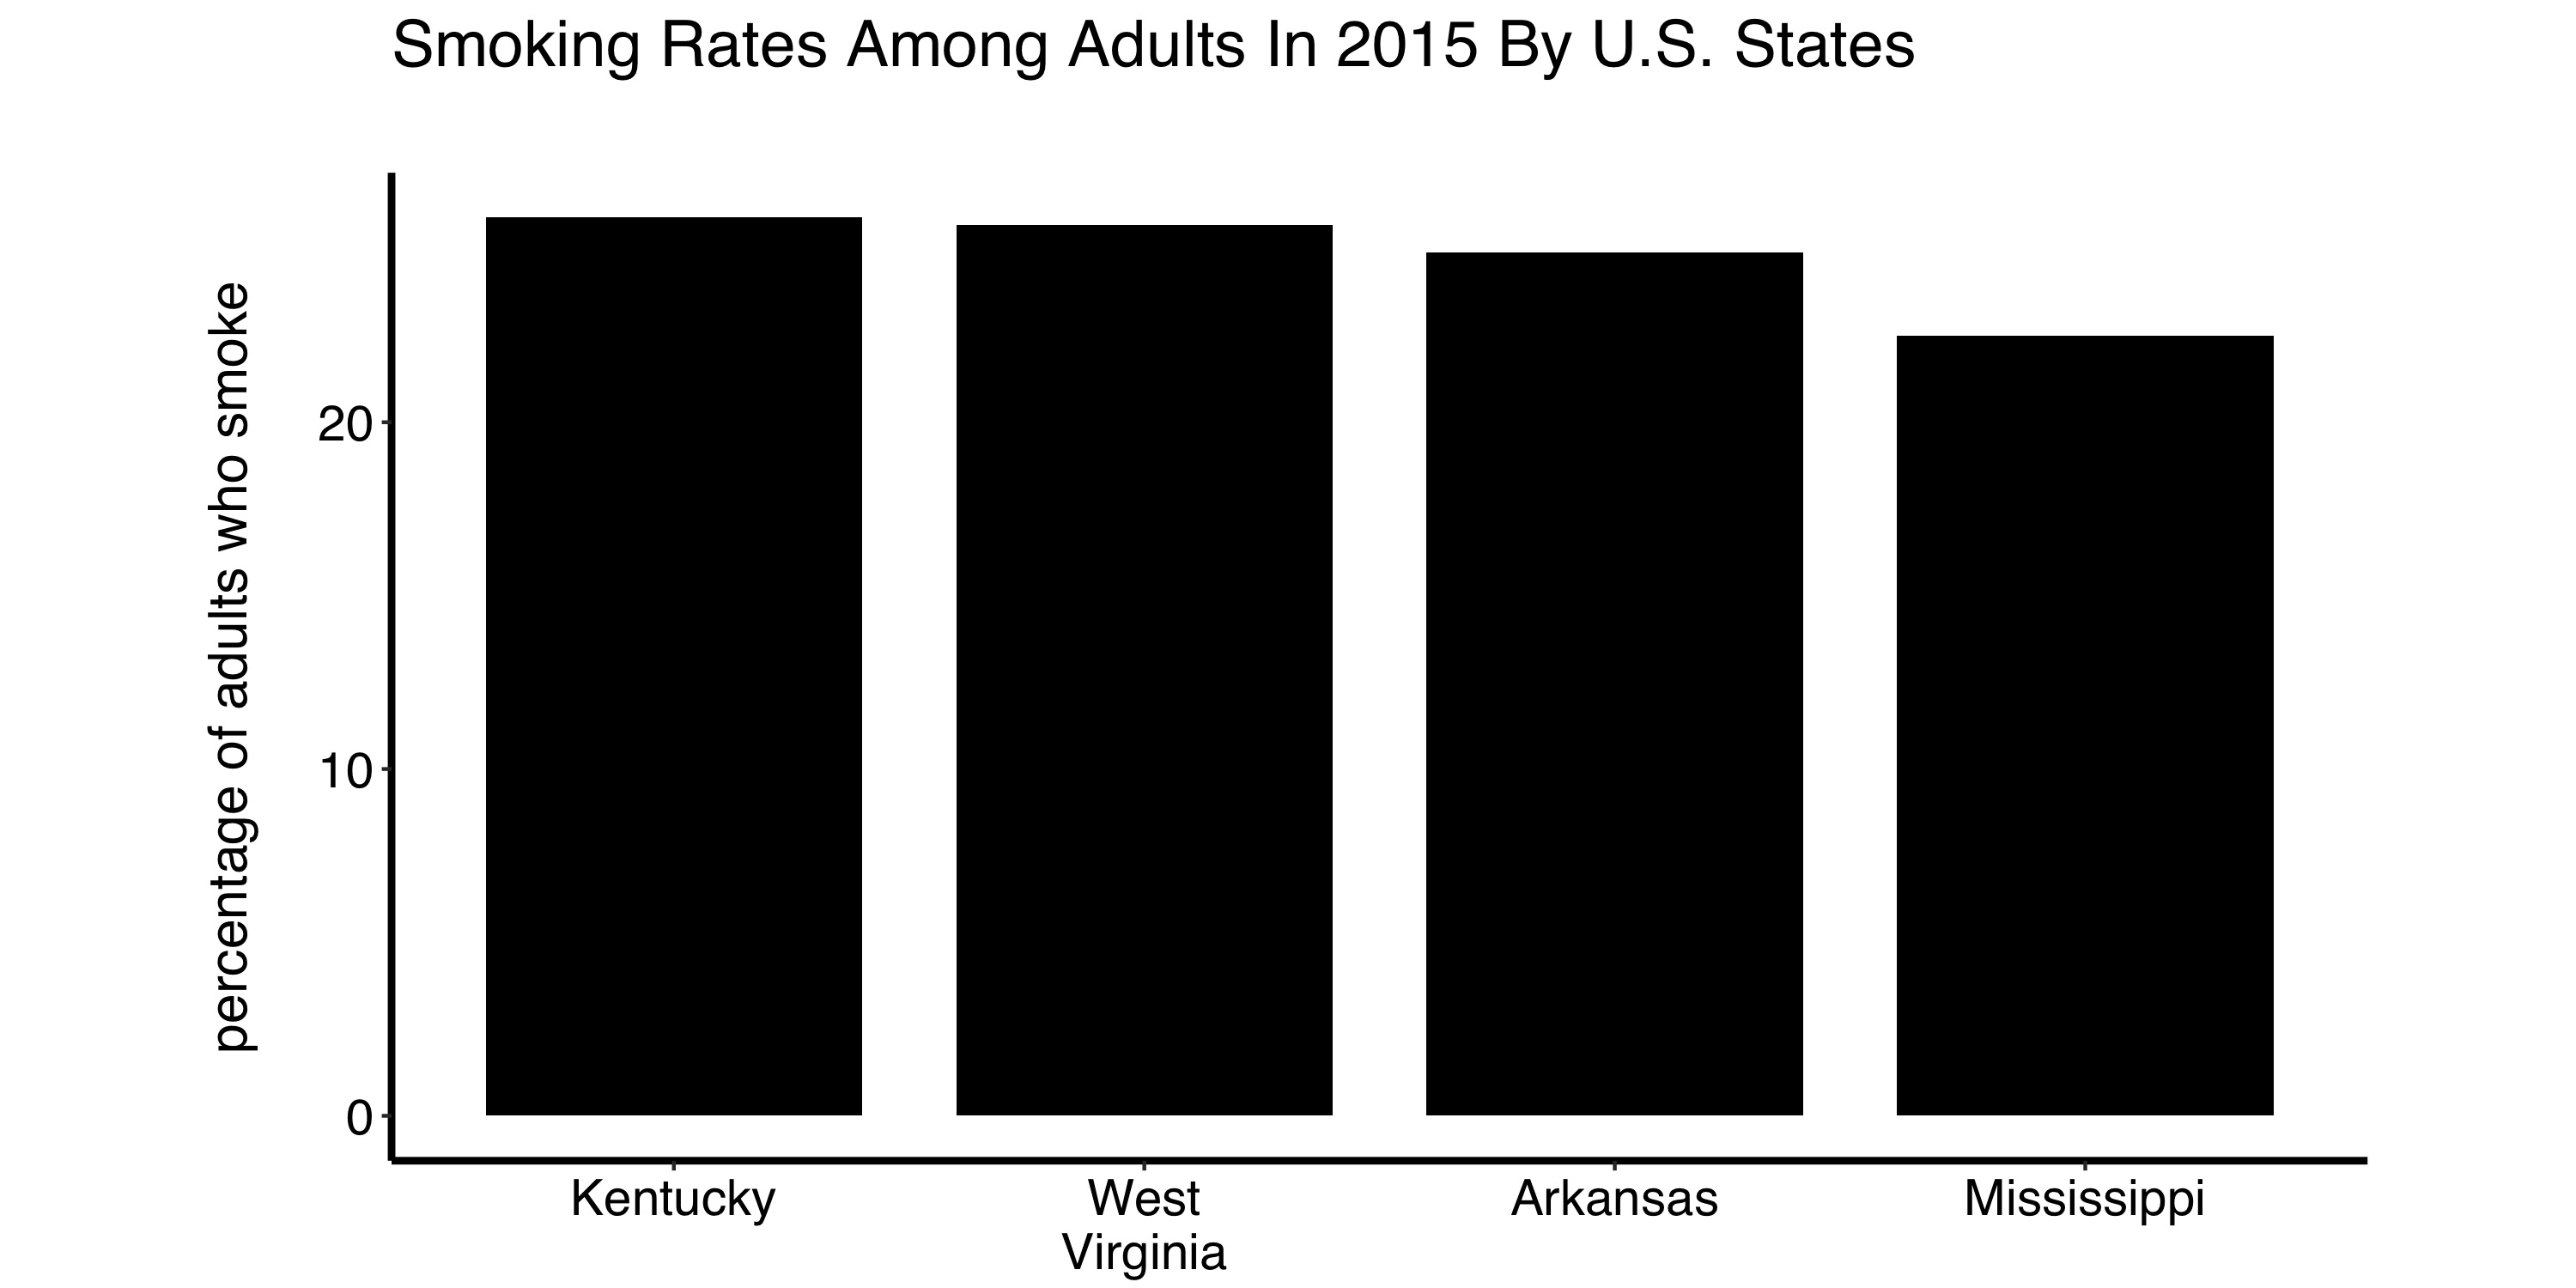 Smoking Rates Among Adults In 2015 By U.S. States
percentage of adults who smoke
20
10
0
Kentucky
West
Virginia
Arkansas
Mississippi